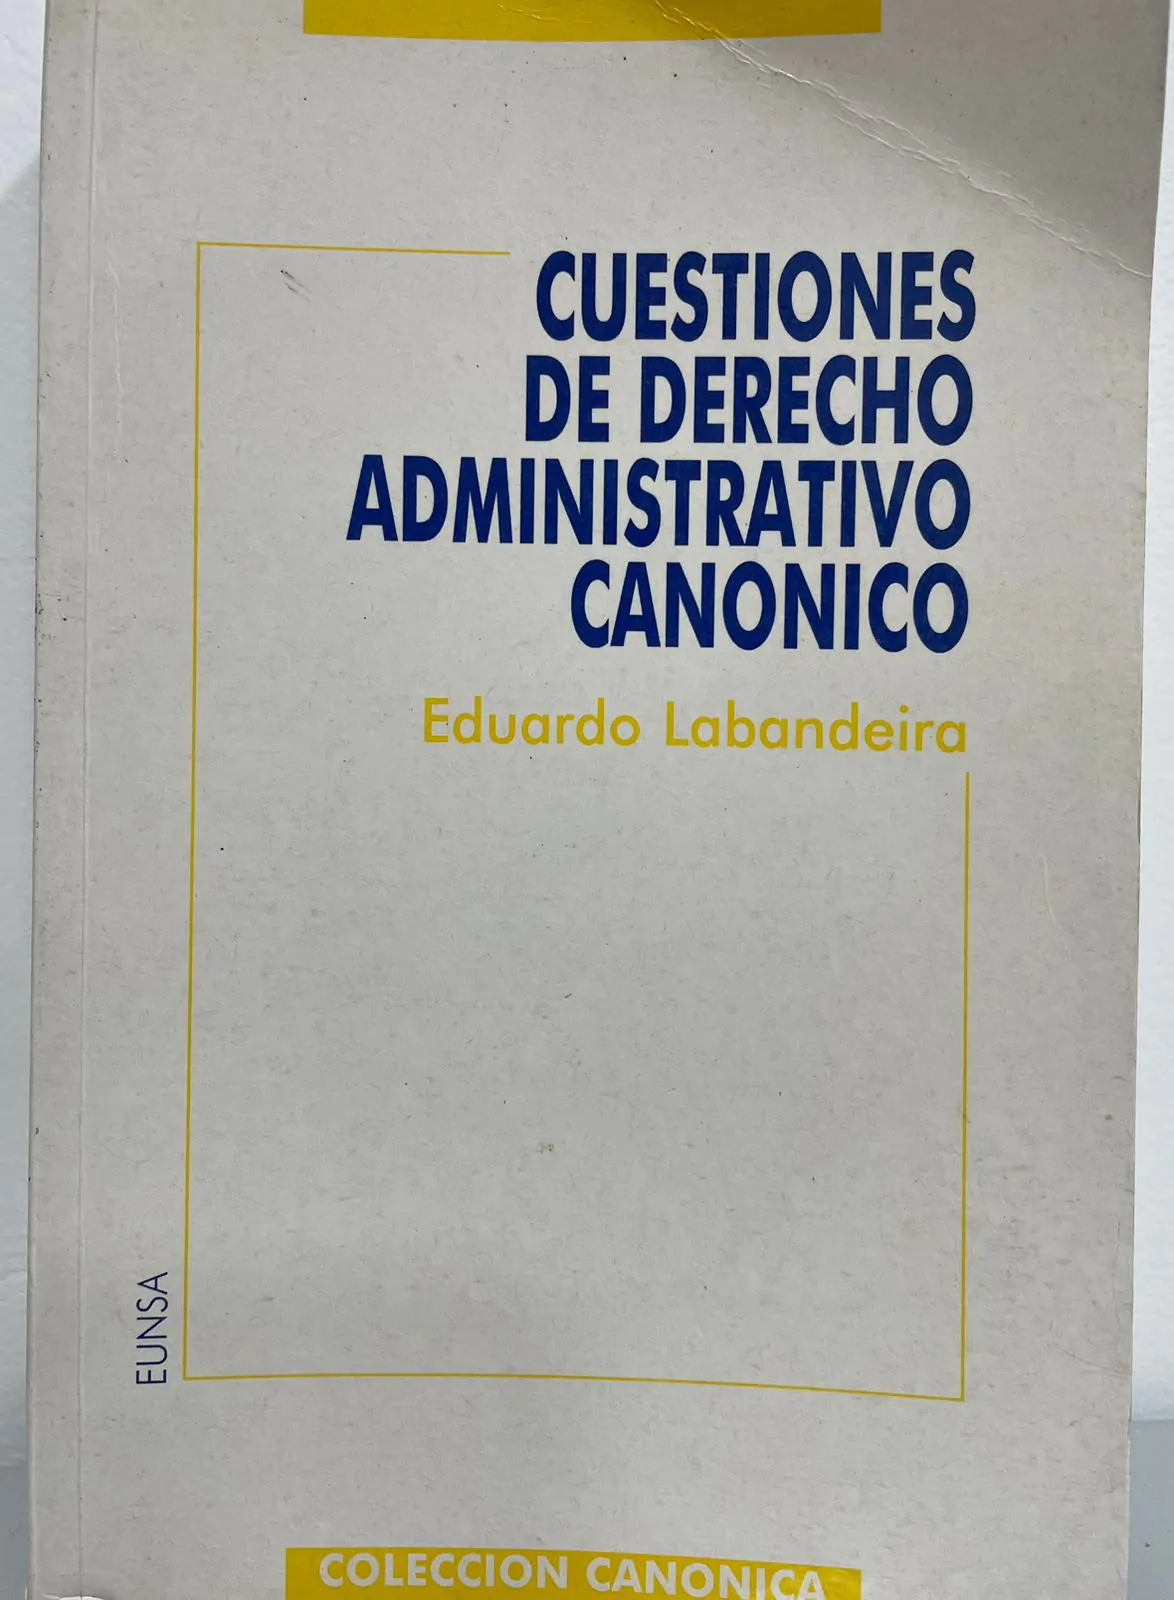 CUESTIONES
DE DERECHO
ADMINISTRATIVO
CANONICO
Eduardo Labandeira
EUNSA
COLECCION CANONICA